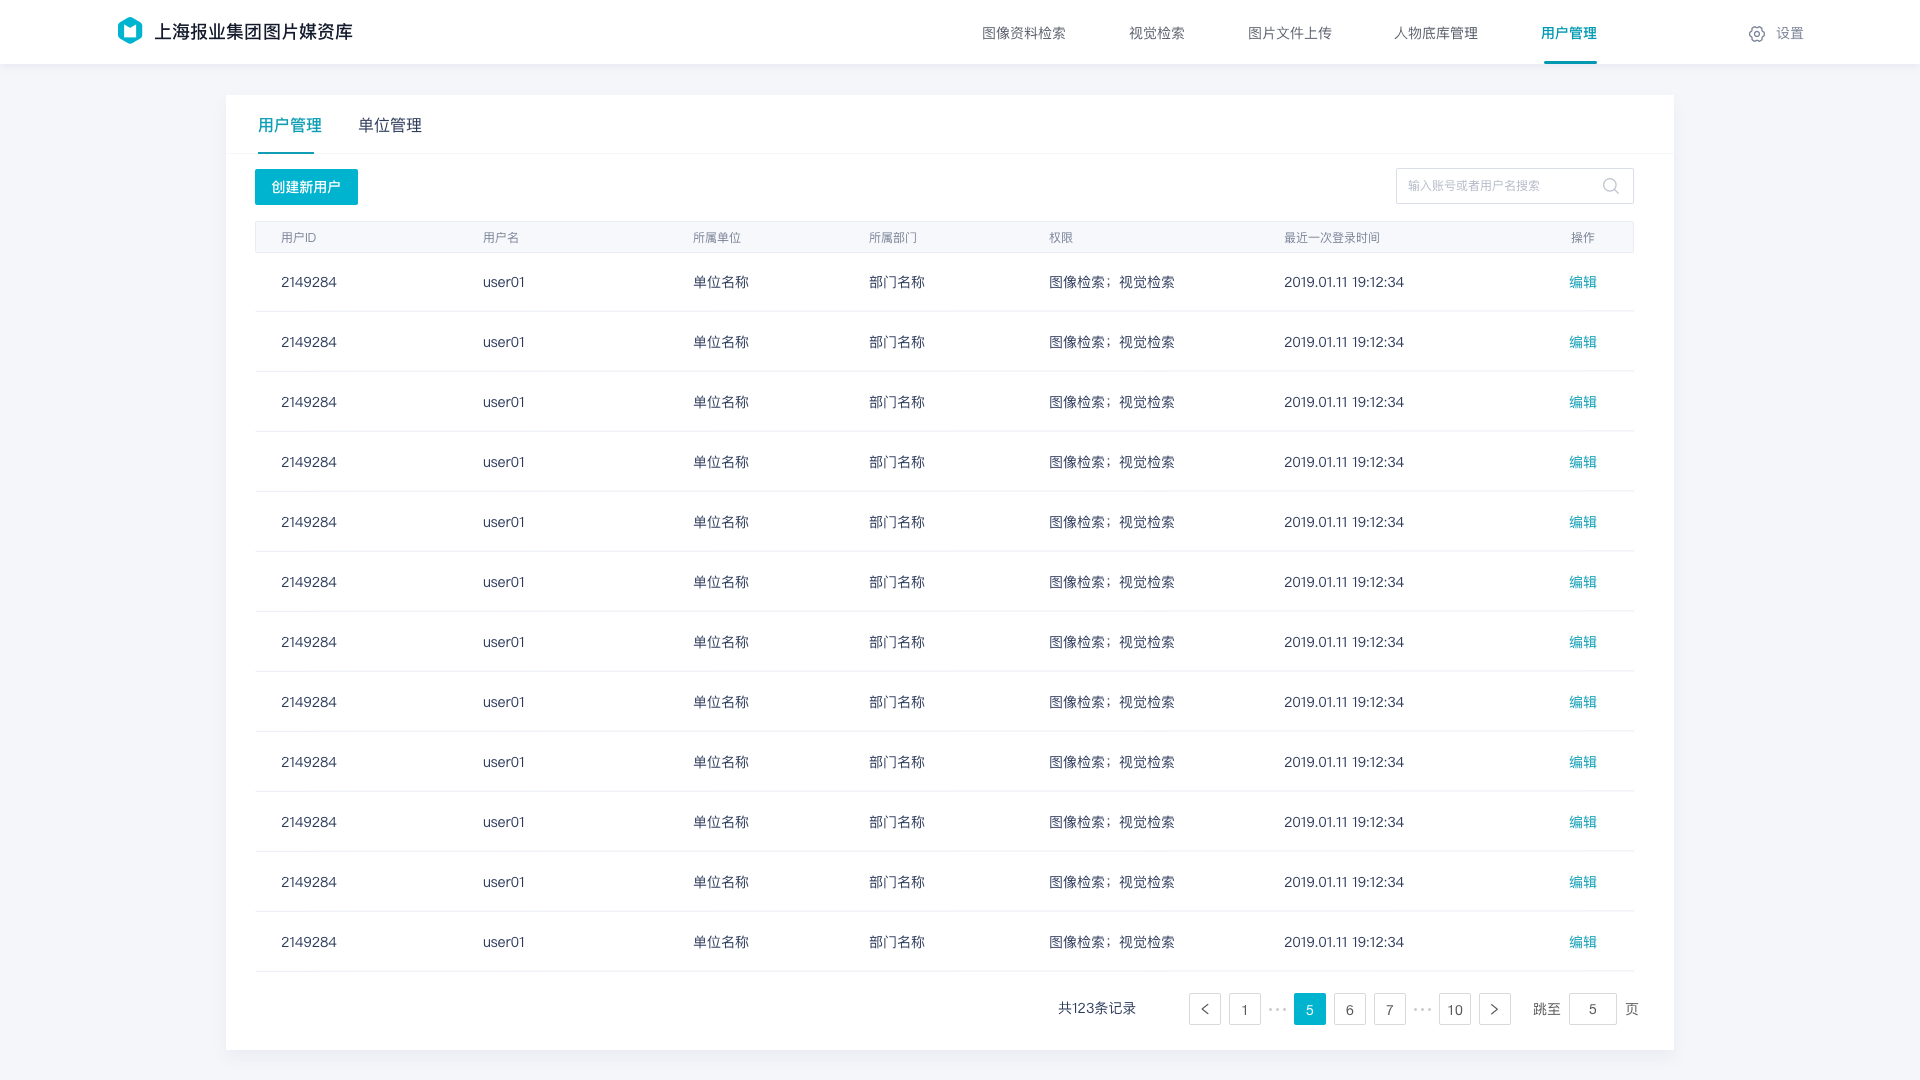 上海报业集团图片媒资库 图像资料检索 视觉检索 图片文件上传 人物底库管理 用户管理 设置
用户管理 单位管理
创建新用户 输入账号或者用户名搜索
用户ID 用户名 所属单位 所属部门 权限 最近一次登录时间 操作
2149284 user01 单位名称 部门名称 图像检索；视觉检索 2019.01.11 19:12:34 编辑
2149284 user01 单位名称 部门名称 图像检索；视觉检索 2019.01.11 19:12:34 编辑
2149284 user01 单位名称 部门名称 图像检索；视觉检索 2019.01.11 19:12:34 编辑
2149284 user01 单位名称 部门名称 图像检索；视觉检索 2019.01.11 19:12:34 编辑
2149284 user01 单位名称 部门名称 图像检索；视觉检索 2019.01.11 19:12:34 编辑
2149284 user01 单位名称 部门名称 图像检索；视觉检索 2019.01.11 19:12:34 编辑
2149284 user01 单位名称 部门名称 图像检索；视觉检索 2019.01.11 19:12:34 编辑
2149284 user01 单位名称 部门名称 图像检索；视觉检索 2019.01.11 19:12:34 编辑
2149284 user01 单位名称 部门名称 图像检索；视觉检索 2019.01.11 19:12:34 编辑
2149284 user01 单位名称 部门名称 图像检索；视觉检索 2019.01.11 19:12:34 编辑
2149284 user01 单位名称 部门名称 图像检索；视觉检索 2019.01.11 19:12:34 编辑
2149284 user01 单位名称 部门名称 图像检索；视觉检索 2019.01.11 19:12:34 编辑
共123条记录 < 1 ··· 5 6 7 ··· 10 > 跳至 5 页